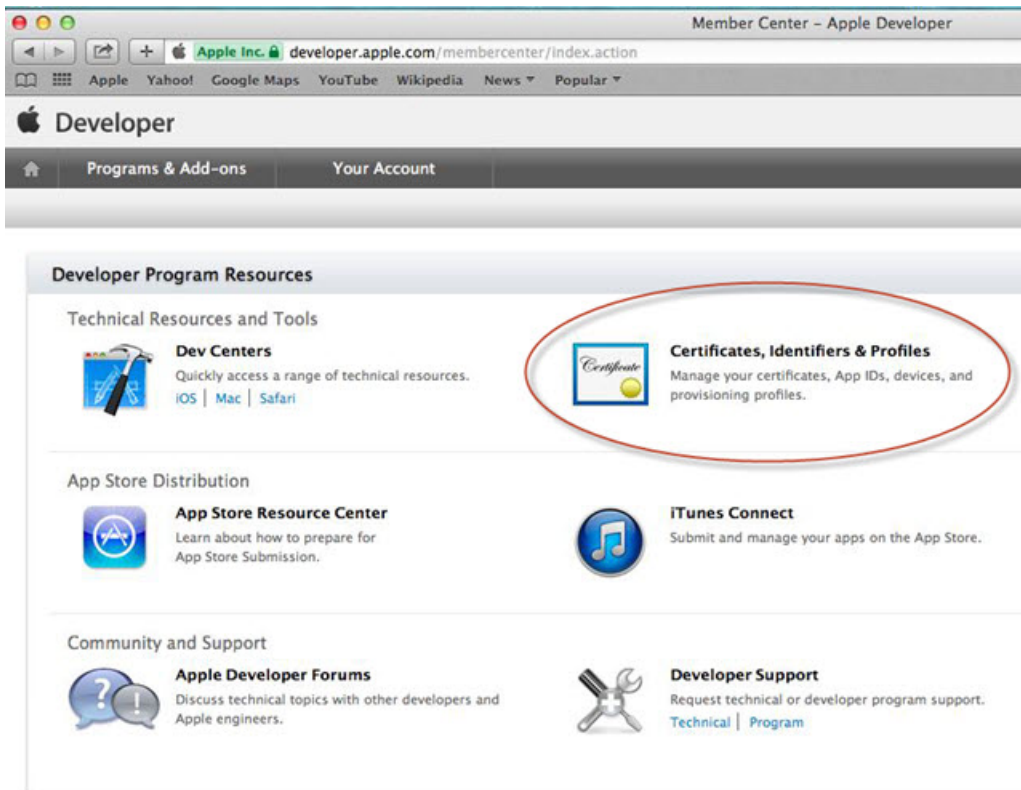 Member Center – Apple Developer
Apple Inc. developer.apple.com/membercenter/index.action
Apple Yahoo! Google Maps YouTube Wikipedia News Popular
Developer
Programs & Add-ons Your Account
Developer Program Resources
Technical Resources and Tools
Dev Centers
Quickly access a range of technical resources.
iOS | Mac | Safari
Certificate
Certificates, Identifiers & Profiles
Manage your certificates, App IDs, devices, and
provisioning profiles.
App Store Distribution
App Store Resource Center
Learn about how to prepare for
App Store Submission.
iTunes Connect
Submit and manage your apps on the App Store.
Community and Support
Apple Developer Forums
Discuss technical topics with other developers and
Apple engineers.
Developer Support
Request technical or developer program support.
Technical | Program